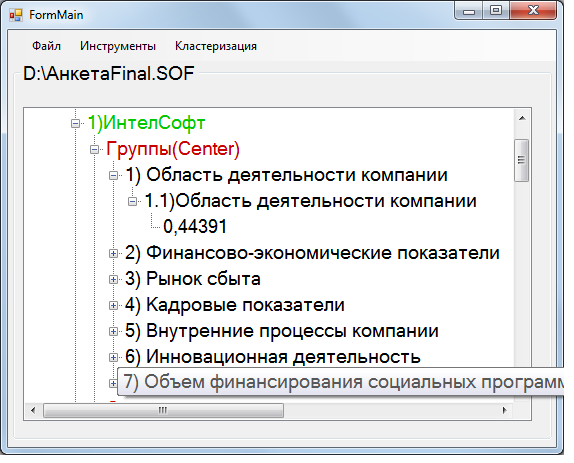 FormMain
Файл Инструменты Кластеризация
D:\АнкетаFinal.SOF
1)ИнтелСофт
Группы(Center)
1) Область деятельности компании
1.1)Область деятельности компании
0,44391
2) Финансово-экономические показатели
3) Рынок сбыта
4) Кадровые показатели
5) Внутренние процессы компании
6) Инновационная деятельность
7) Объем финансирования социальных программ